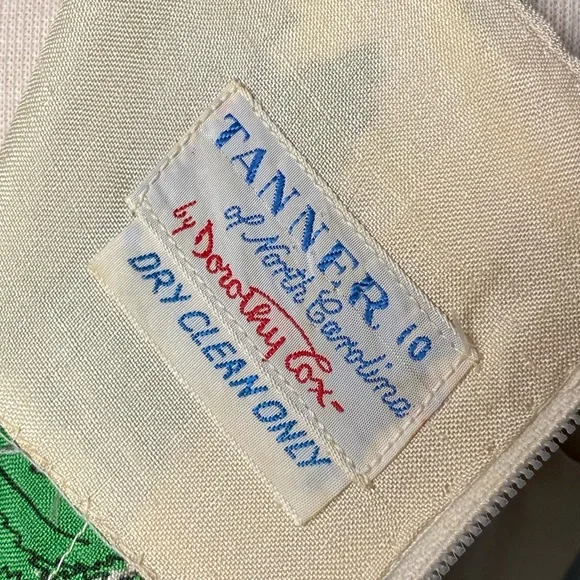 TANNER 10
of North Carolina
by Dorothy Cox-
DRY CLEAN ONLY